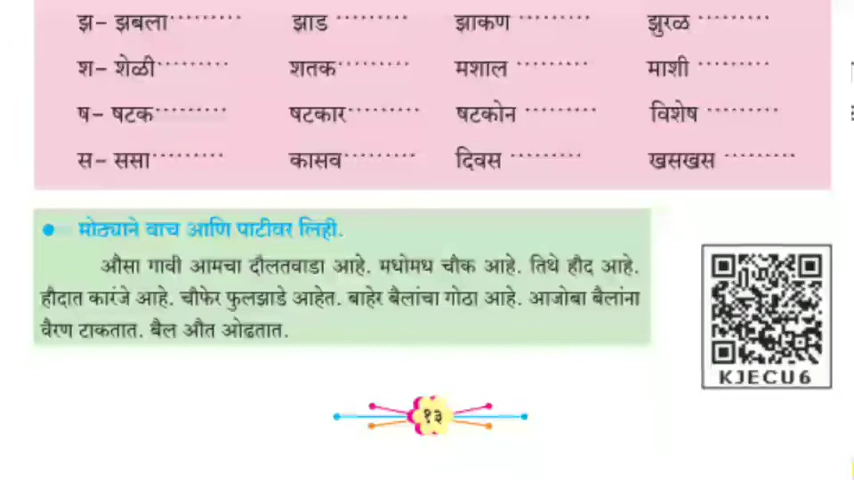 झ- झबला......... झाड ......... झाकण ......... झुरळ .........
श- शेळी......... शतक......... मशाल ......... माशी .........
ष- षटक......... षटकार......... षटकोन ......... विशेष .........
स- ससा......... कासव......... दिवस ......... खसखस .........
● मोठ्याने वाच आणि पाटीवर लिही.
औसा गावी आमचा दौलतवाडा आहे. मधोमध चौक आहे. तिथे हौद आहे.
हौदात कारंजे आहे. चौफेर फुलझाडे आहेत. बाहेर बैलांचा गोठा आहे. आजोबा बैलांना
वैरण टाकतात. बैल औत ओढतात.
KJECU6
१३